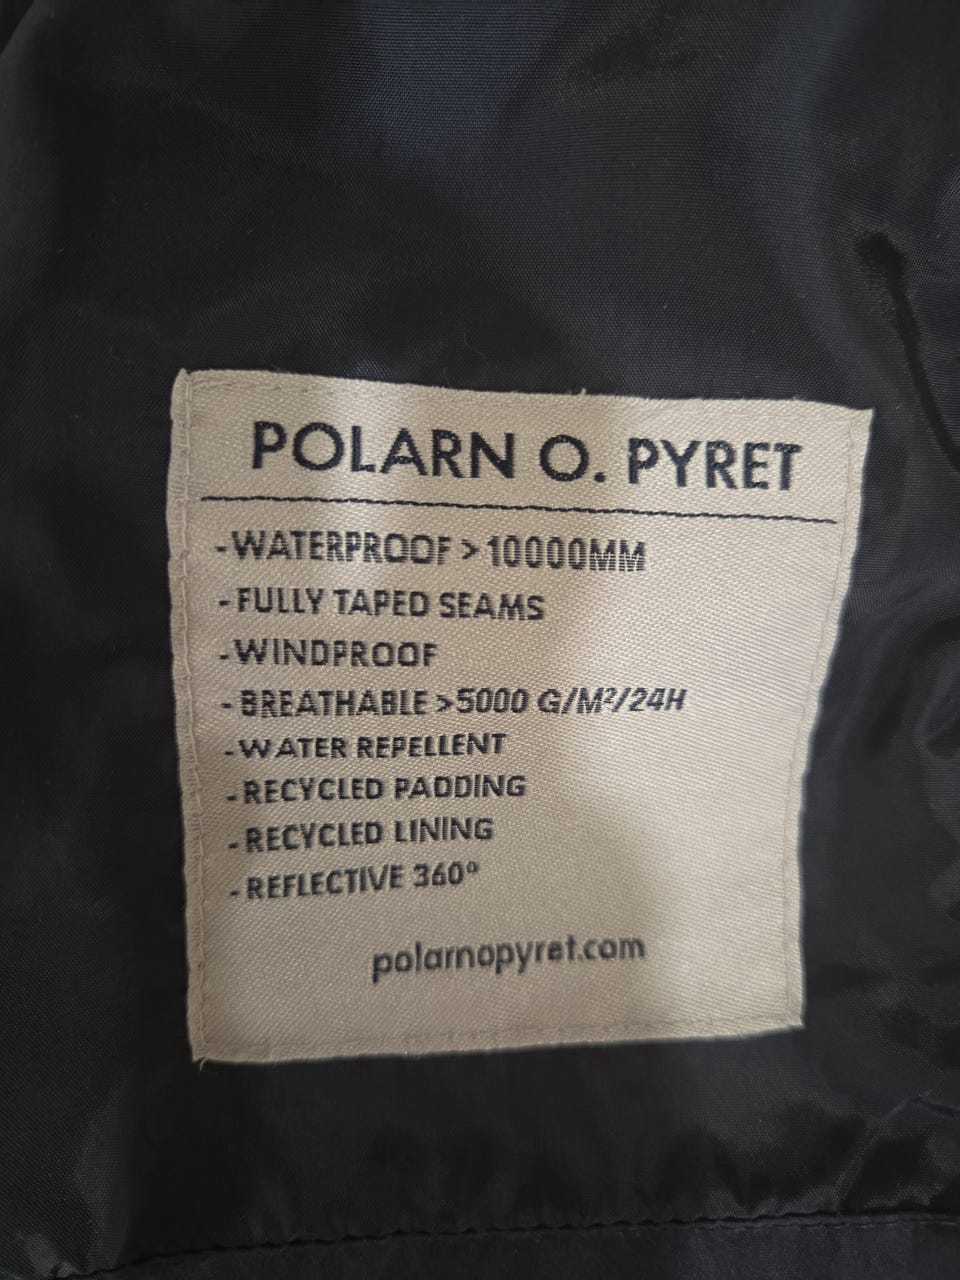 POLARN O. PYRET
-WATERPROOF >10000MM
-FULLY TAPED SEAMS
-WINDPROOF
-BREATHABLE >5000 G/M²/24H
-WATER REPELLENT
-RECYCLED PADDING
-RECYCLED LINING
-REFLECTIVE 360°
polarnopyret.com